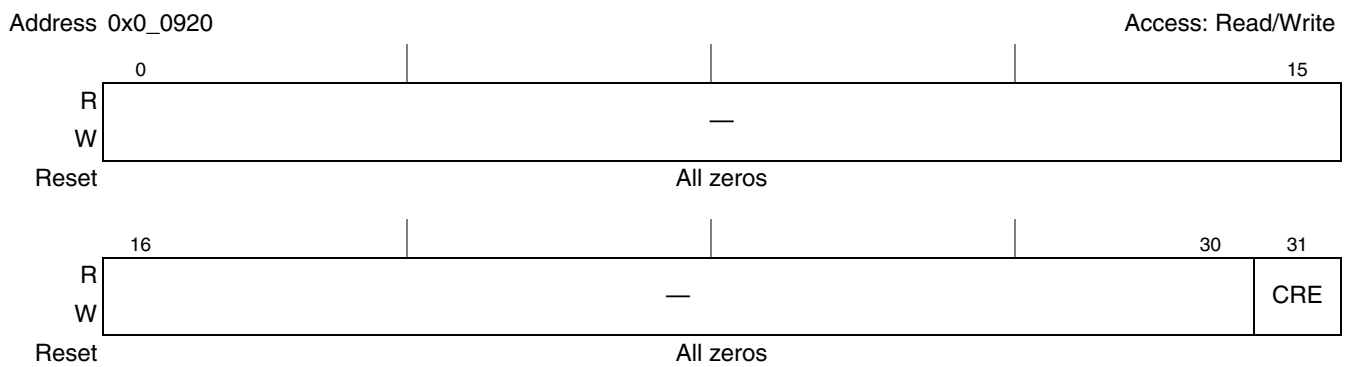 Address 0x0_0920 Access: Read/Write
0 15
R
—
W
Reset All zeros
16 30 31
R
— CRE
W
Reset All zeros